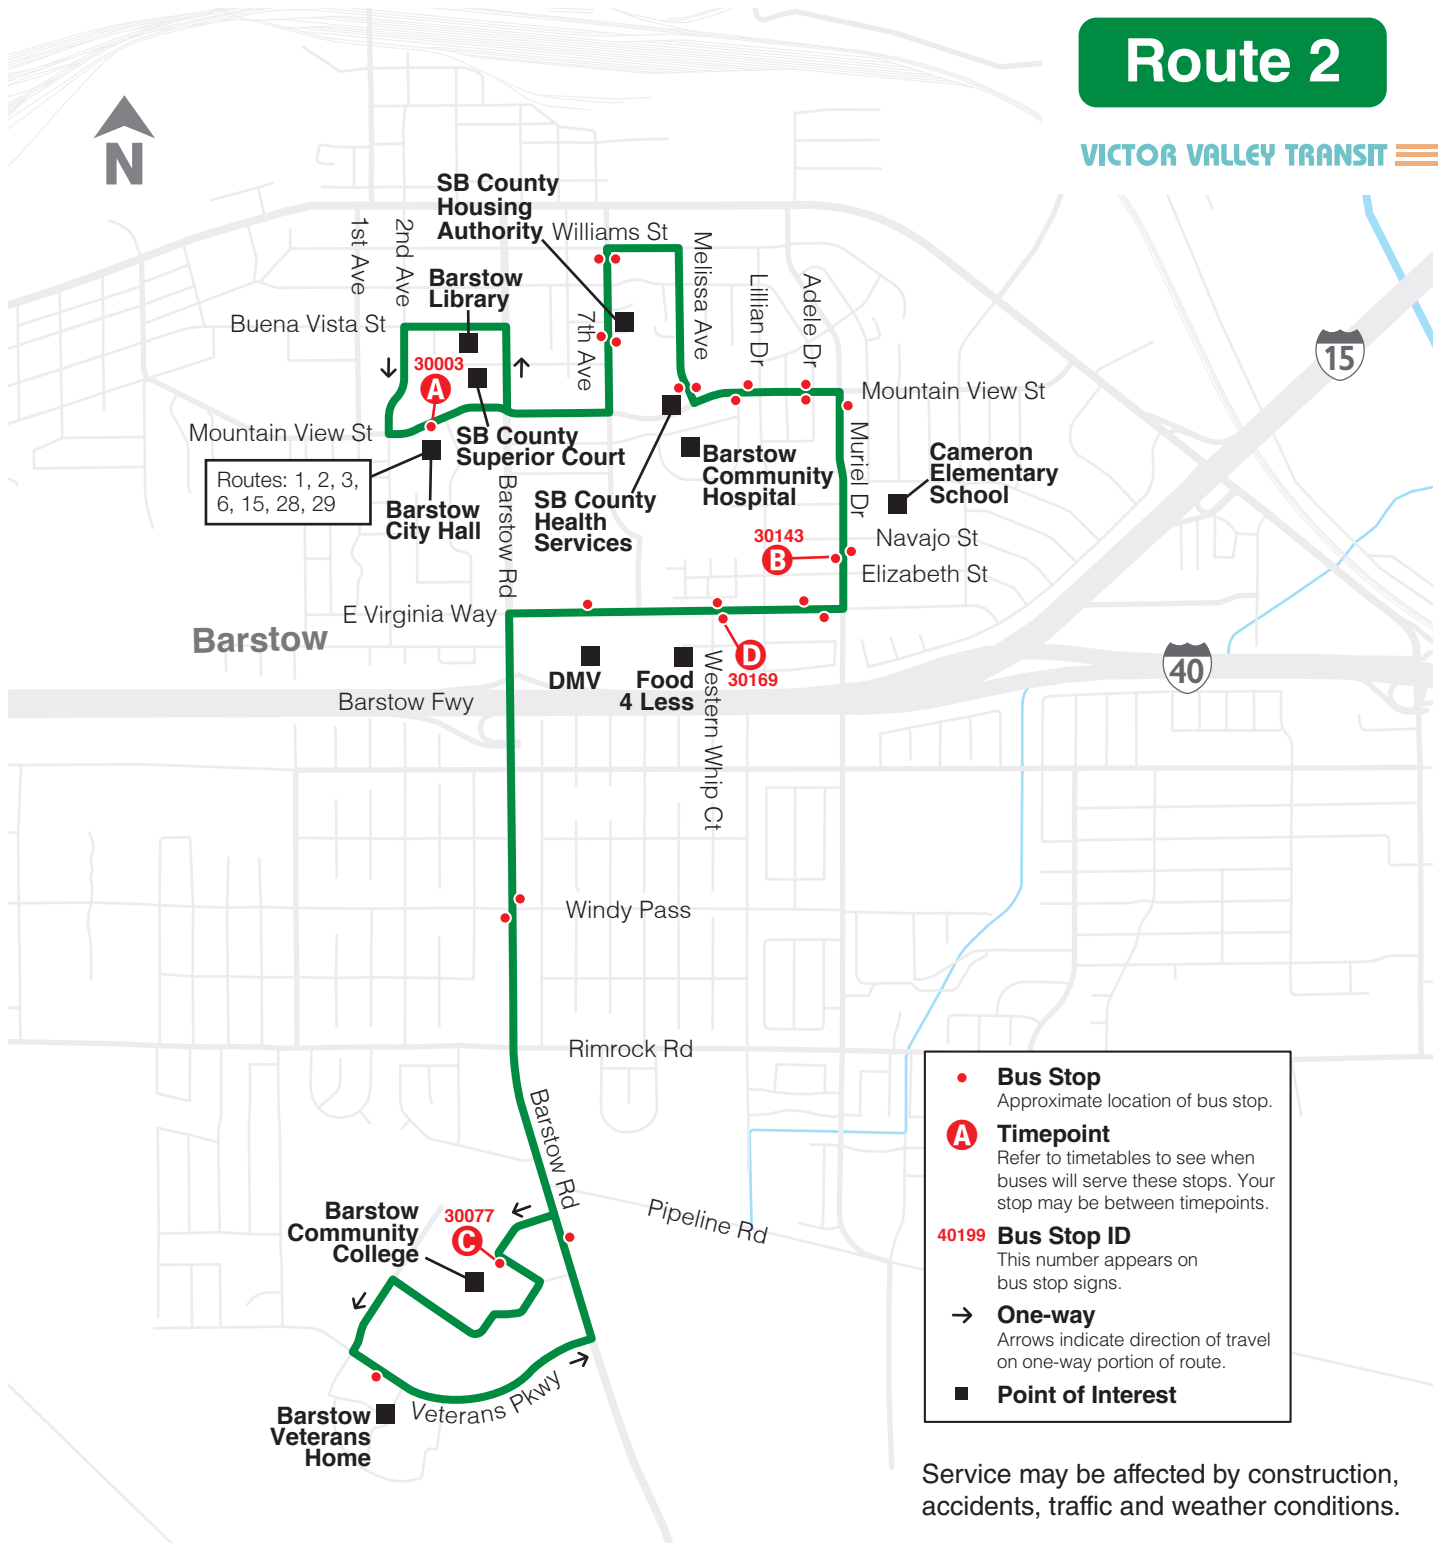 Route 2
VICTOR VALLEY TRANSIT
N
SB County
Housing
Authority
Williams St
1st Ave
2nd Ave
Melissa Ave
Lillian Dr
Adele Dr
7th Ave
Barstow
Library
Buena Vista St
30003
A
15
Mountain View St
Mountain View St
SB County
Superior Court
Routes: 1, 2, 3,
6, 15, 28, 29
Barstow
City Hall
Barstow Rd
SB County
Health
Services
Barstow
Community
Hospital
Muriel Dr
Cameron
Elementary
School
30143
B
Navajo St
Elizabeth St
E Virginia Way
Barstow
DMV
Food
4 Less
D
30169
Western Whip Ct
40
Barstow Fwy
Windy Pass
Rimrock Rd
Barstow Rd
Pipeline Rd
Barstow
Community
College
30077
C
Veterans Pkwy
Barstow
Veterans
Home
Bus Stop
Approximate location of bus stop.
A
Timepoint
Refer to timetables to see when
buses will serve these stops. Your
stop may be between timepoints.
40199 Bus Stop ID
This number appears on
bus stop signs.
One-way
Arrows indicate direction of travel
on one-way portion of route.
Point of Interest
Service may be affected by construction,
accidents, traffic and weather conditions.